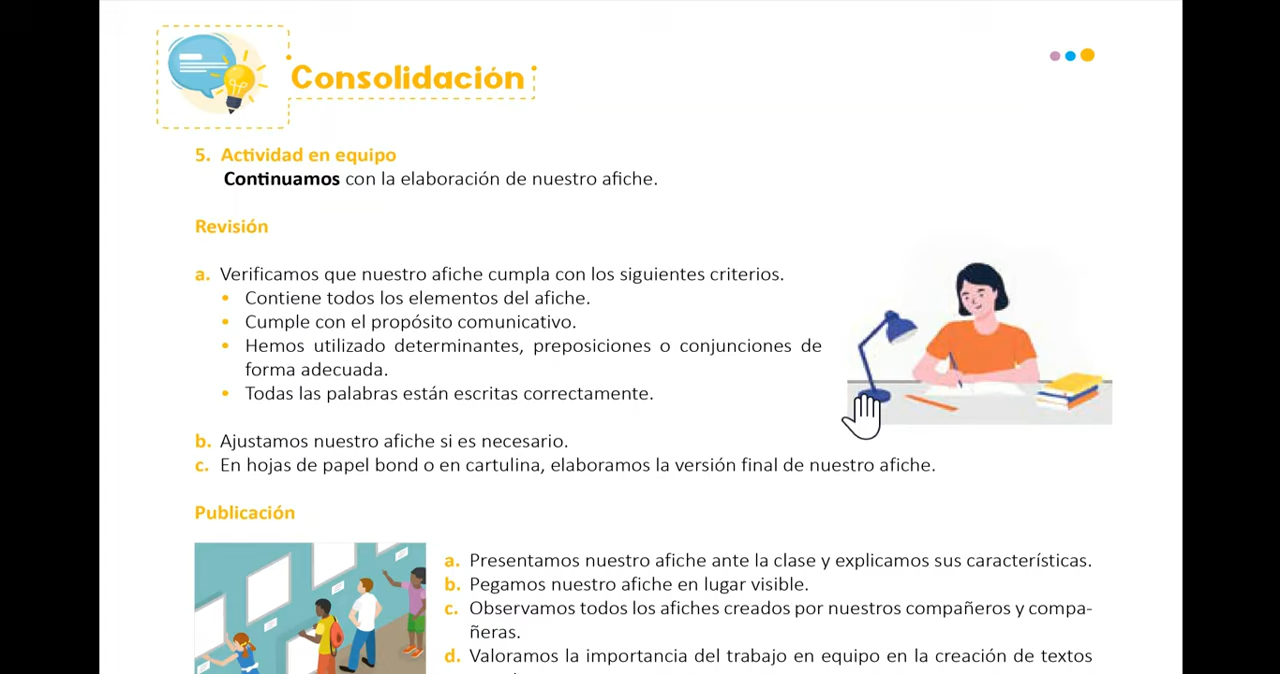 Consolidación
5. Actividad en equipo
Continuamos con la elaboración de nuestro afiche.
Revisión
a. Verificamos que nuestro afiche cumpla con los siguientes criterios.
• Contiene todos los elementos del afiche.
• Cumple con el propósito comunicativo.
• Hemos utilizado determinantes, preposiciones o conjunciones de
forma adecuada.
• Todas las palabras están escritas correctamente.
b. Ajustamos nuestro afiche si es necesario.
c. En hojas de papel bond o en cartulina, elaboramos la versión final de nuestro afiche.
Publicación
a. Presentamos nuestro afiche ante la clase y explicamos sus características.
b. Pegamos nuestro afiche en lugar visible.
c. Observamos todos los afiches creados por nuestros compañeros y compa-
ñeras.
d. Valoramos la importancia del trabajo en equipo en la creación de textos